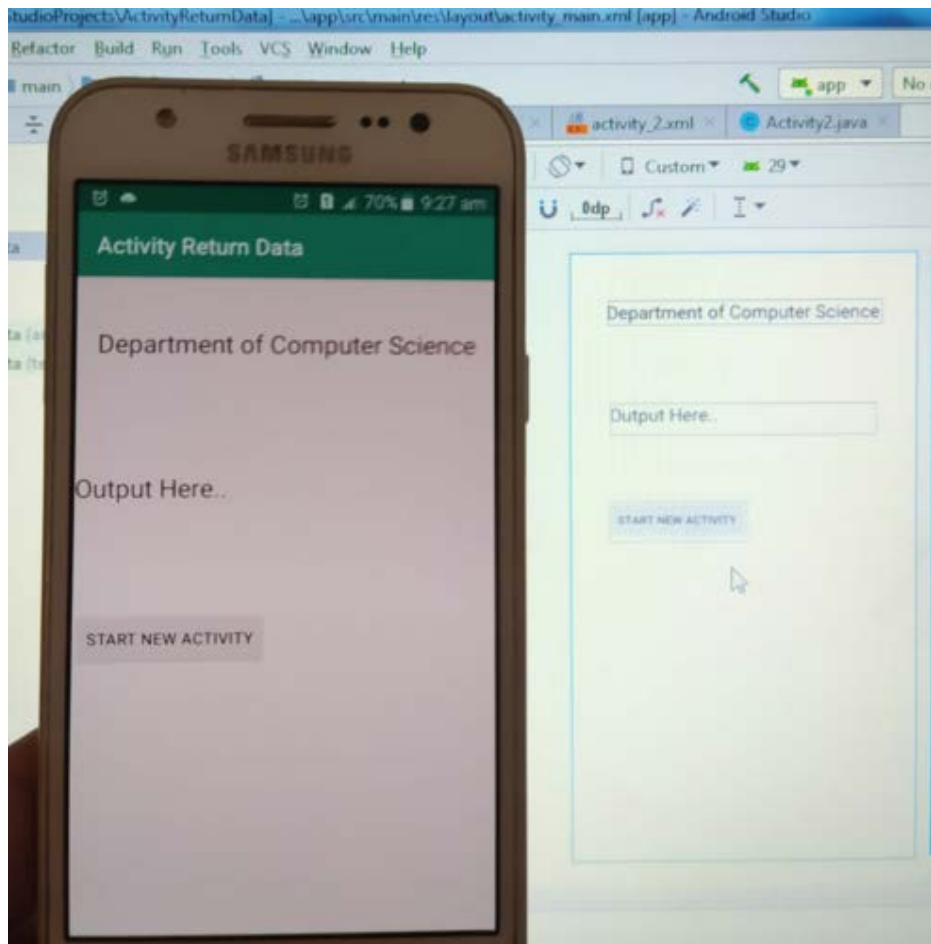 StudioProjects\ActivityReturnData] - ...\app\src\main\res\layout\activity_main.xml [app] - Android Studio
Refactor Build Run Tools VCS Window Help
main
app
No
activity_2.xml
Activity2.java
Custom
29
0dp
SAMSUNG
70% 9:27 am
Activity Return Data
Department of Computer Science
Output Here..
START NEW ACTIVITY
Department of Computer Science
Output Here..
START NEW ACTIVITY